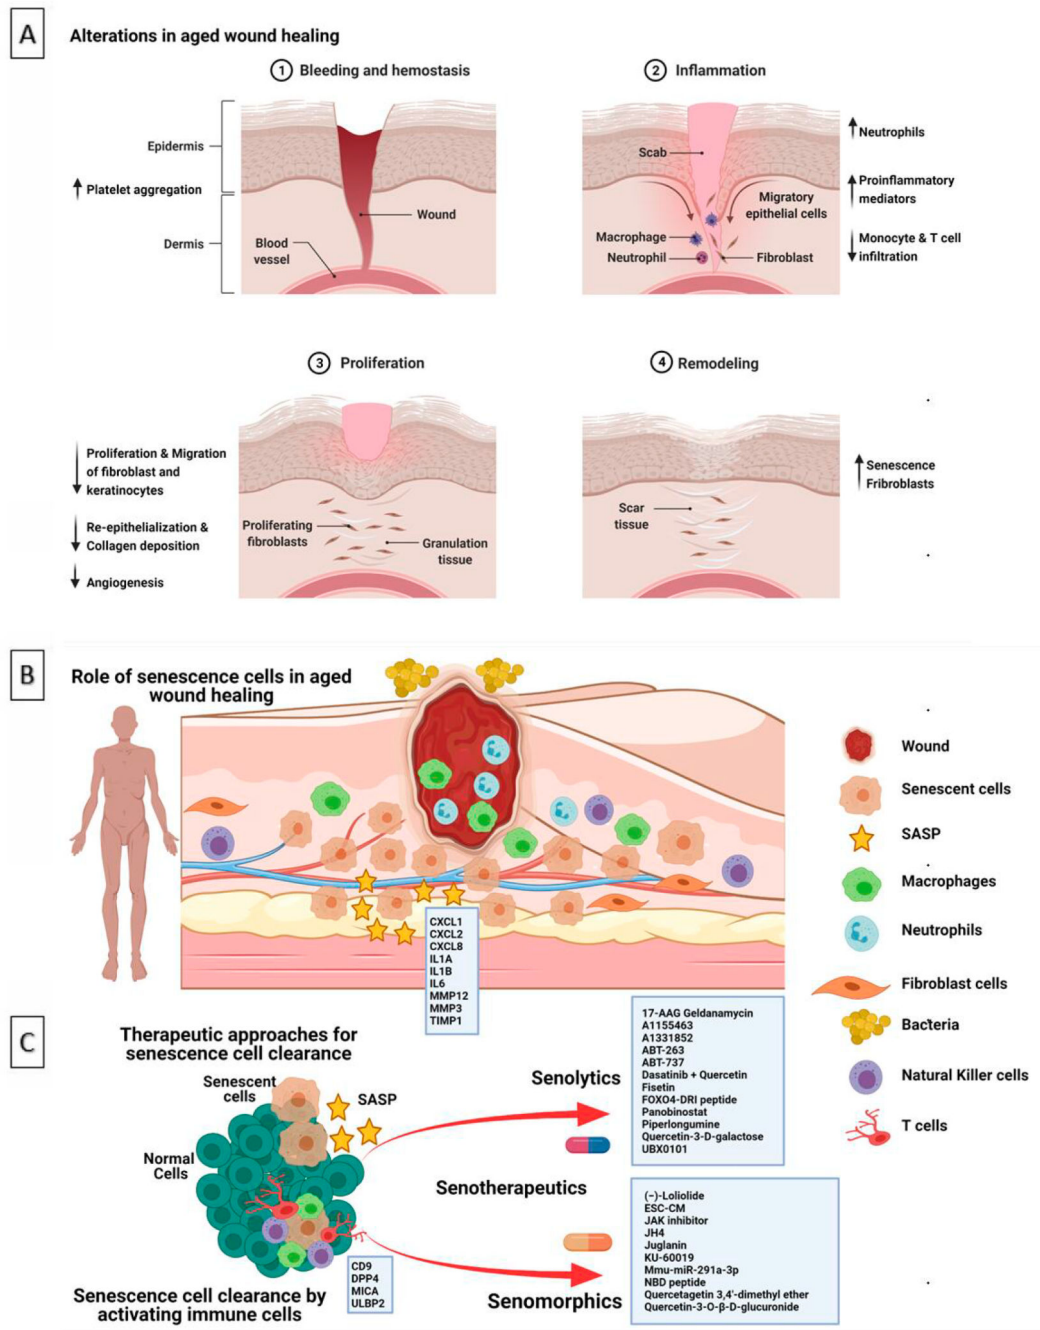 A
Alterations in aged wound healing
1 Bleeding and hemostasis
Epidermis
Platelet aggregation
Dermis
Blood
vessel
Wound
2 Inflammation
Scab
Migratory
epithelial cells
Macrophage
Neutrophil
Fibroblast
Neutrophils
Proinflammatory
mediators
Monocyte & T cell
infiltration
3 Proliferation
Proliferation & Migration
of fibroblast and
keratinocytes
Re-epithelialization &
Collagen deposition
Angiogenesis
Proliferating
fibroblasts
Granulation
tissue
4 Remodeling
Scar
tissue
Senescence
Fribroblasts
B
Role of senescence cells in aged
wound healing
CXCL1
CXCL2
CXCL8
IL1A
IL1B
IL6
MMP12
MMP3
TIMP1
Wound
Senescent cells
SASP
Macrophages
Neutrophils
Fibroblast cells
Bacteria
Natural Killer cells
T cells
C
Therapeutic approaches for
senescence cell clearance
Senescent
cells
SASP
Normal
Cells
CD9
DPP4
MICA
ULBP2
Senescence cell clearance by
activating immune cells
Senolytics
Senotherapeutics
Senomorphics
17-AAG Geldanamycin
A1155463
A1331852
ABT-263
ABT-737
Dasatinib + Quercetin
Fisetin
FOXO4-DRI peptide
Panobinostat
Piperlongumine
Quercetin-3-D-galactose
UBX0101
(−)-Loliolide
ESC-CM
JAK inhibitor
JH4
Juglanin
KU-60019
Mmu-miR-291a-3p
NBD peptide
Quercetagetin 3,4'-dimethyl ether
Quercetin-3-O-β-D-glucuronide